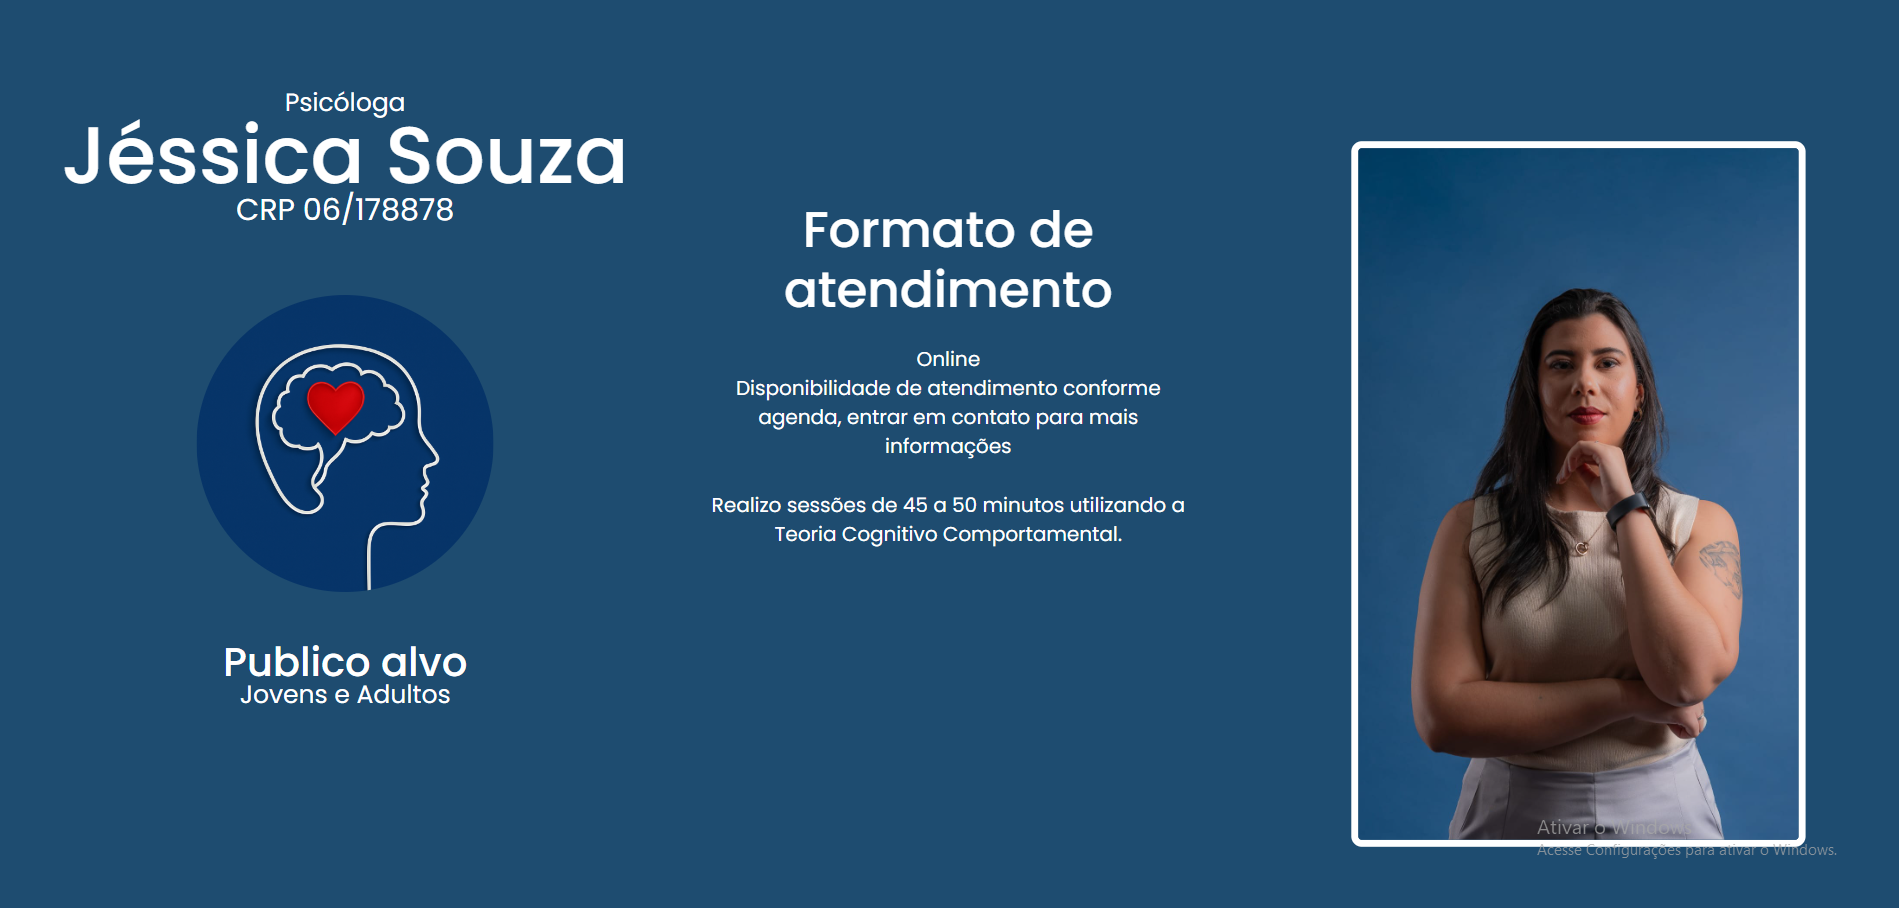 Psicóloga
Jéssica Souza
CRP 06/178878
Publico alvo
Jovens e Adultos
Formato de
atendimento
Online
Disponibilidade de atendimento conforme
agenda, entrar em contato para mais
informações
Realizo sessões de 45 a 50 minutos utilizando a
Teoria Cognitivo Comportamental.
Ativar o Windows
Acesse Configurações para ativar o Windows.